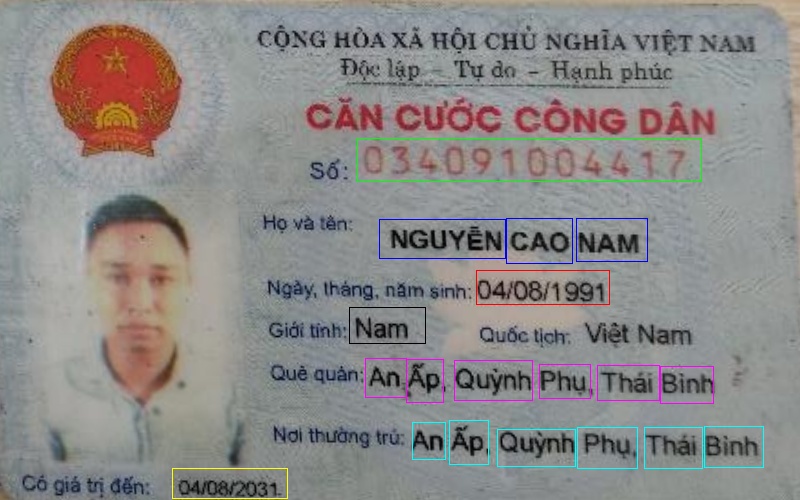 CỘNG HÒA XÃ HỘI CHỦ NGHĨA VIỆT NAM
Độc lập - Tự do - Hạnh phúc
CĂN CƯỚC CÔNG DÂN
Số: 034091004417
Họ và tên: NGUYỄN CAO NAM
Ngày, tháng, năm sinh: 04/08/1991
Giới tính: Nam Quốc tịch: Việt Nam
Quê quán: An Ấp, Quỳnh Phụ, Thái Bình
Nơi thường trú: An Ấp, Quỳnh Phụ, Thái Bình
Có giá trị đến: 04/08/2031